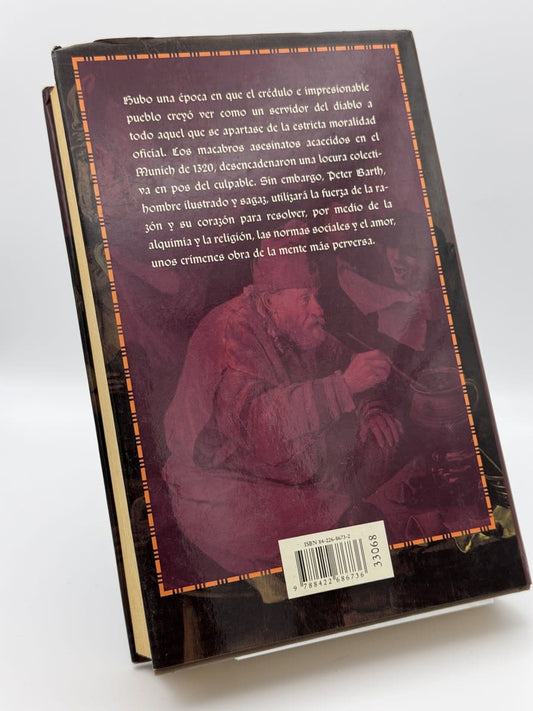 Hubo una época en que el crédulo e impresionable
pueblo creyó ver como un servidor del diablo a
todo aquel que se apartase de la estricta moralidad
oficial. Los macabros asesinatos acaecidos en el
Munich de 1320, desencadenaron una locura colecti-
va en pos del culpable. Sin embargo, Peter Barth,
hombre ilustrado y sagaz, utilizará la fuerza de la ra-
zón y su corazón para resolver, por medio de la
alquimia y la religión, las normas sociales y el amor,
unos crímenes obra de la mente más perversa.
ISBN 84-226-8673-2
9 788422 686736
33068